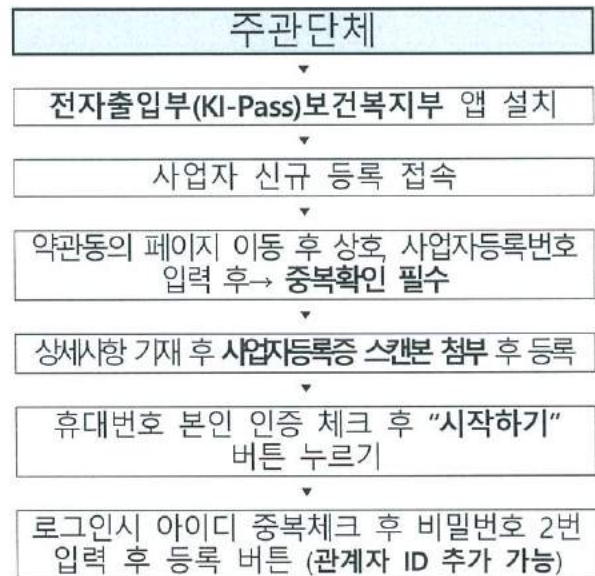 주관단체
▼
전자출입부(KI-Pass)보건복지부 앱 설치
▼
사업자 신규 등록 접속
▼
약관동의 페이지 이동 후 상호, 사업자등록번호
입력 후→ 중복확인 필수
▼
상세사항 기재 후 사업자등록증 스캔본 첨부 후 등록
▼
휴대번호 본인 인증 체크 후 “시작하기”
버튼 누르기
▼
로그인시 아이디 중복체크 후 비밀번호 2번
입력 후 등록 버튼 (관계자 ID 추가 가능)